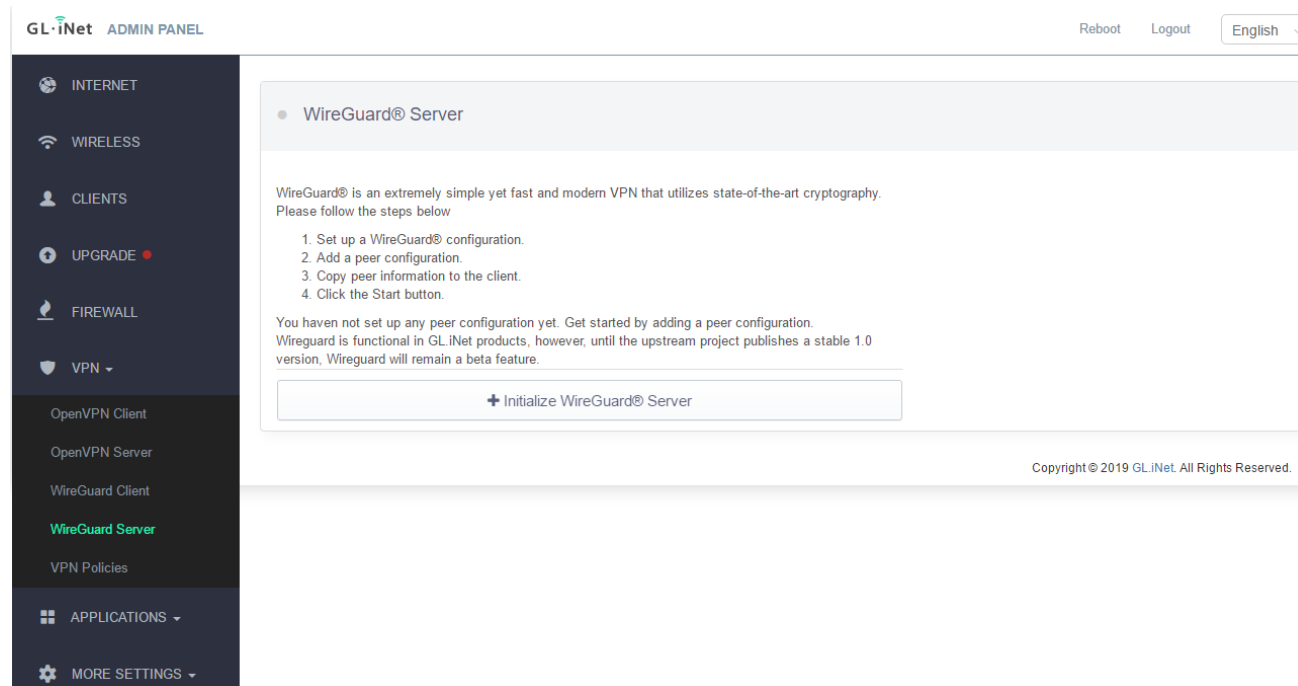 GL·iNet ADMIN PANEL
Reboot
Logout
English
INTERNET
WIRELESS
CLIENTS
UPGRADE
FIREWALL
VPN
OpenVPN Client
OpenVPN Server
WireGuard Client
WireGuard Server
VPN Policies
APPLICATIONS
MORE SETTINGS
WireGuard® Server
WireGuard® is an extremely simple yet fast and modern VPN that utilizes state-of-the-art cryptography.
Please follow the steps below
1. Set up a WireGuard® configuration.
2. Add a peer configuration.
3. Copy peer information to the client.
4. Click the Start button.
You haven not set up any peer configuration yet. Get started by adding a peer configuration.
Wireguard is functional in GL.iNet products, however, until the upstream project publishes a stable 1.0
version, Wireguard will remain a beta feature.
Initialize WireGuard® Server
Copyright © 2019 GL.iNet. All Rights Reserved.